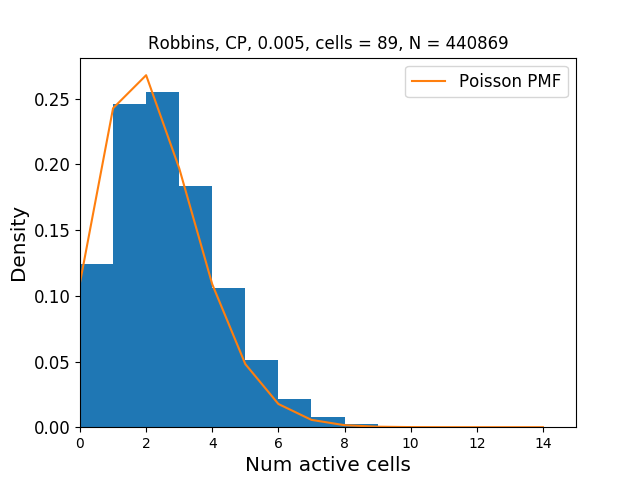 Robbins, CP, 0.005, cells = 89, N = 440869
Poisson PMF
Density
0.25
0.20
0.15
0.10
0.05
0.00
0 2 4 6 8 10 12 14
Num active cells